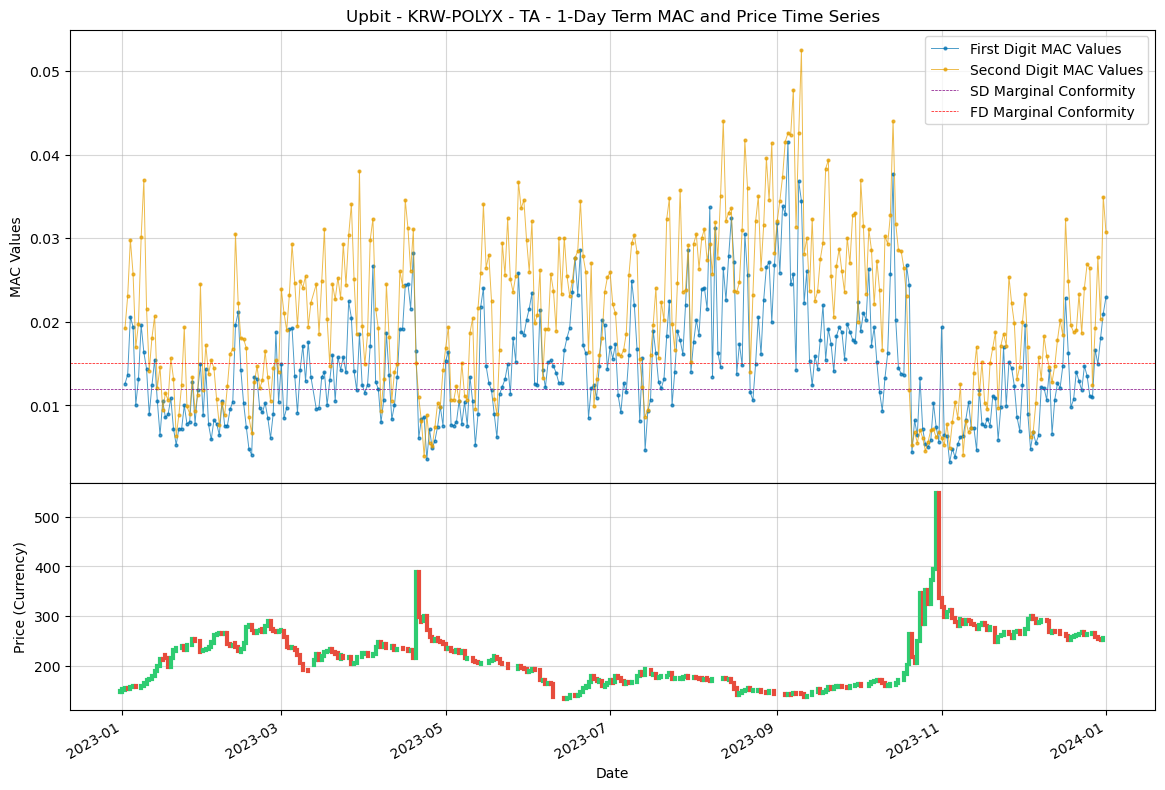 Upbit - KRW-POLYX - TA - 1-Day Term MAC and Price Time Series
First Digit MAC Values
Second Digit MAC Values
SD Marginal Conformity
FD Marginal Conformity
MAC Values
0.05
0.04
0.03
0.02
0.01
Price (Currency)
500
400
300
200
2023-01
2023-03
2023-05
2023-07
2023-09
2023-11
2024-01
Date